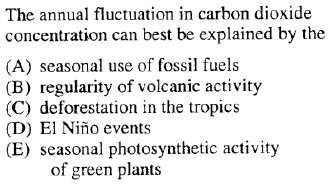 The annual fluctuation in carbon dioxide
concentration can best be explained by the
(A) seasonal use of fossil fuels
(B) regularity of volcanic activity
(C) deforestation in the tropics
(D) El Niño events
(E) seasonal photosynthetic activity
of green plants